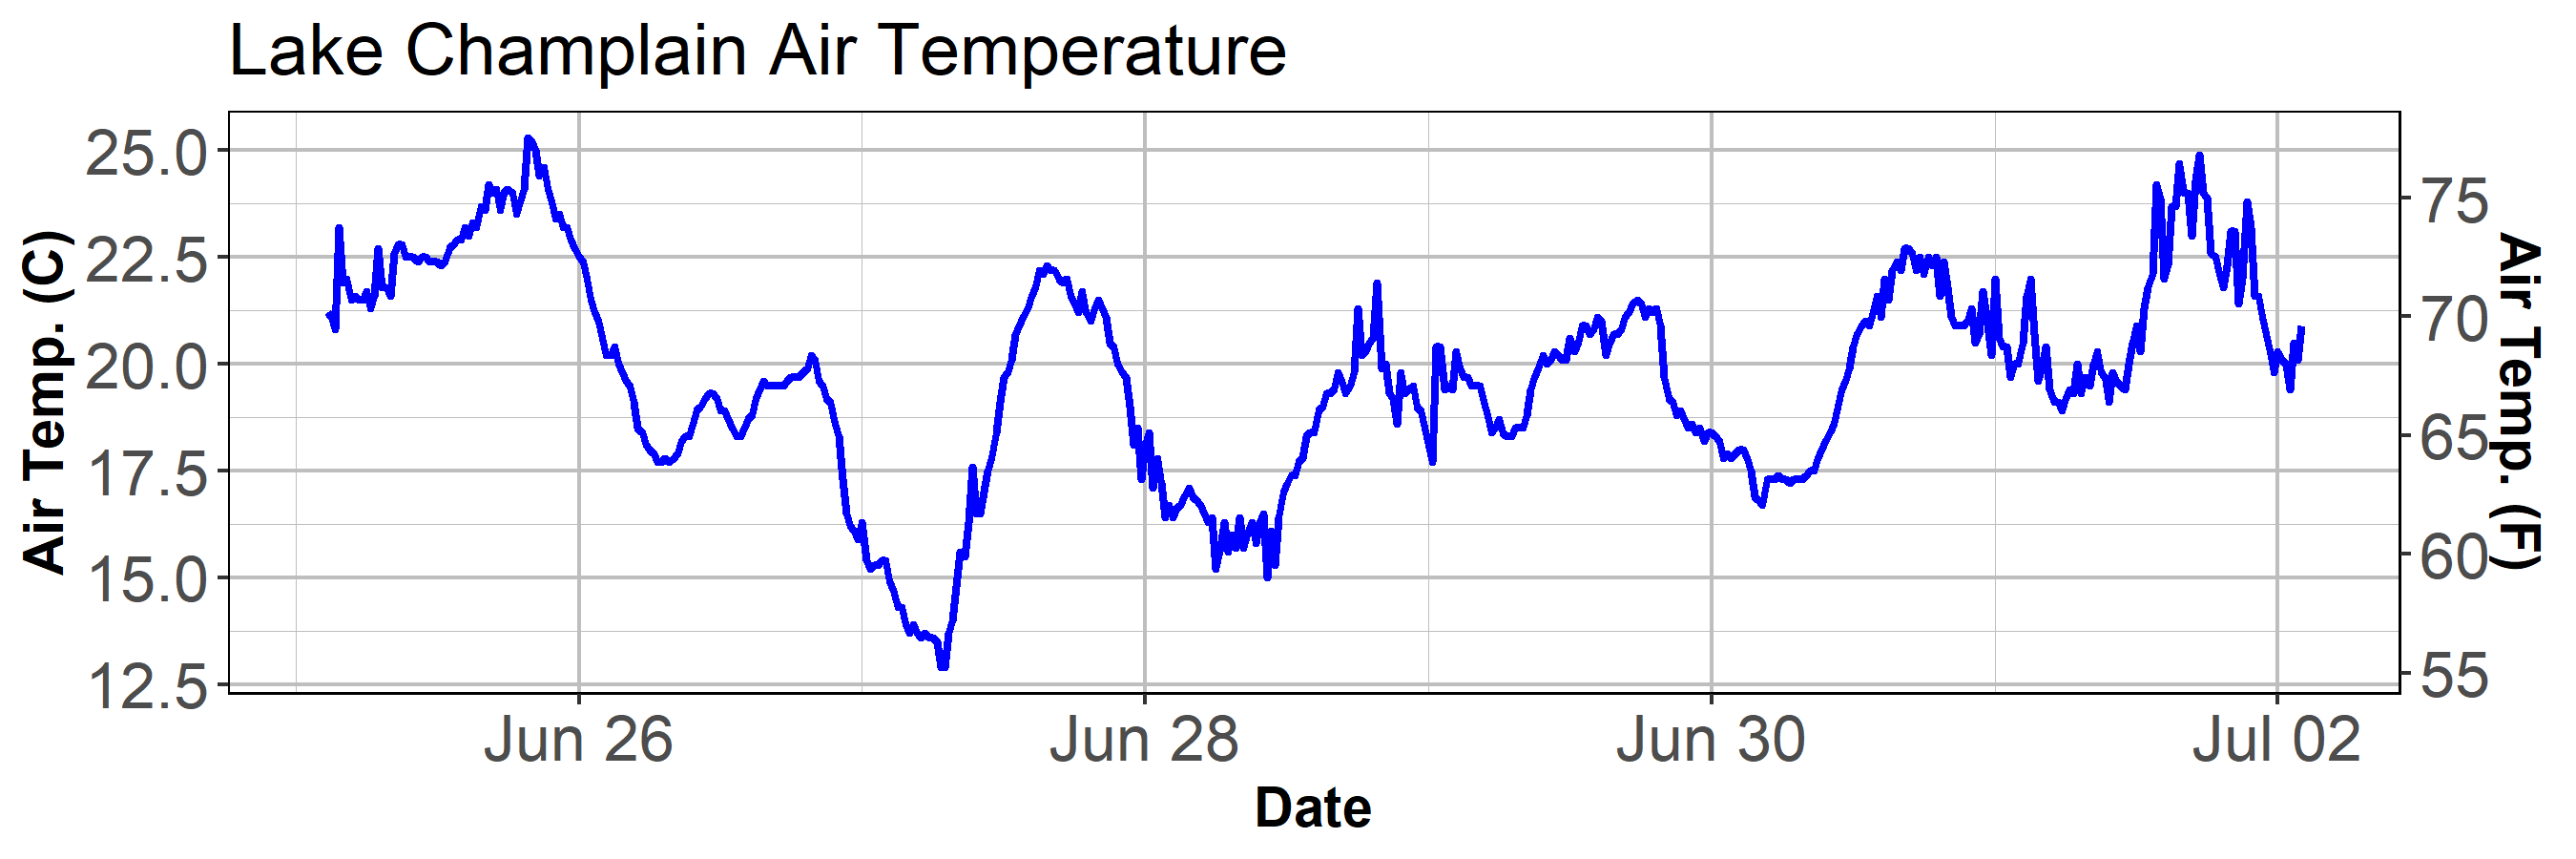 Lake Champlain Air Temperature
Air Temp. (C)
25.0
22.5
20.0
17.5
15.0
12.5
75
70
65
60
55
Air Temp. (F)
Jun 26 Jun 28 Jun 30 Jul 02
Date